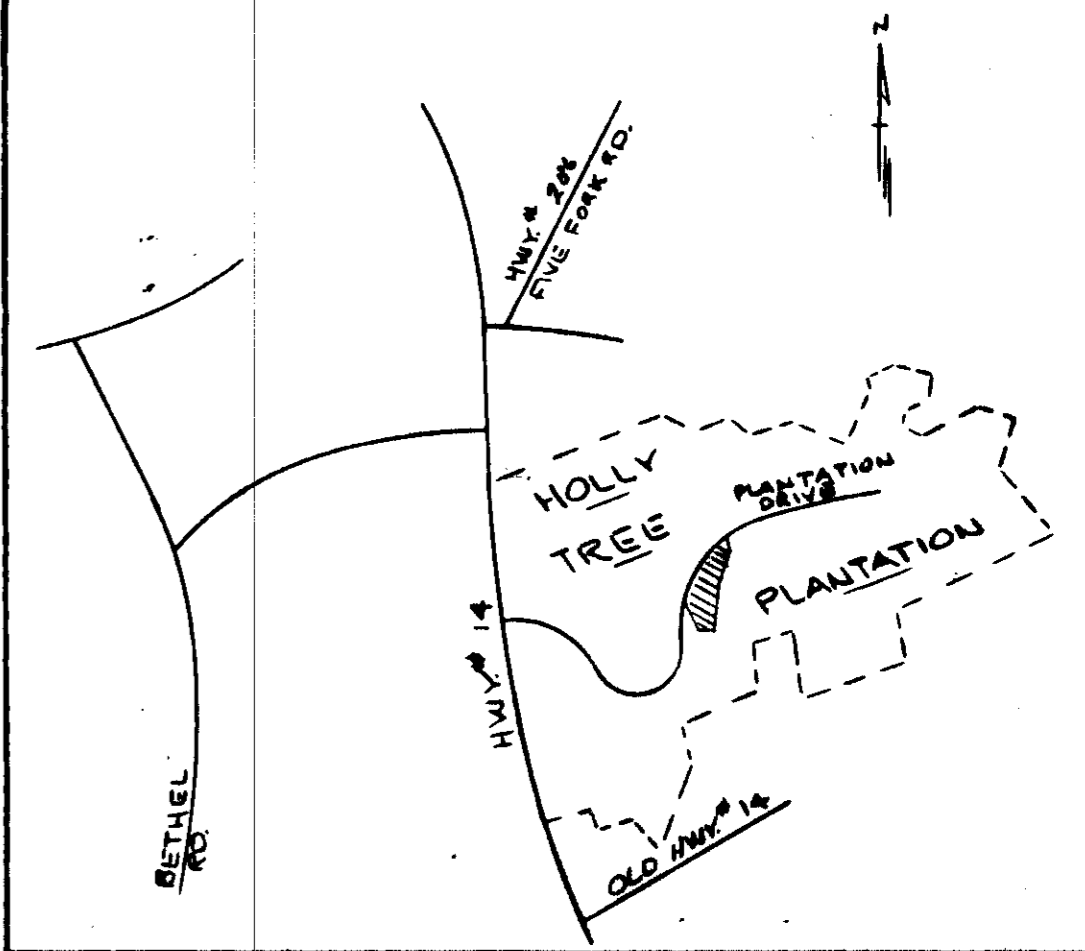 N
HWY. # 296
FIVE FORK RD.
HOLLY
TREE
PLANTATION
DRIVE
PLANTATION
HWY. # 14
BETHEL
RD.
OLD HWY. # 14